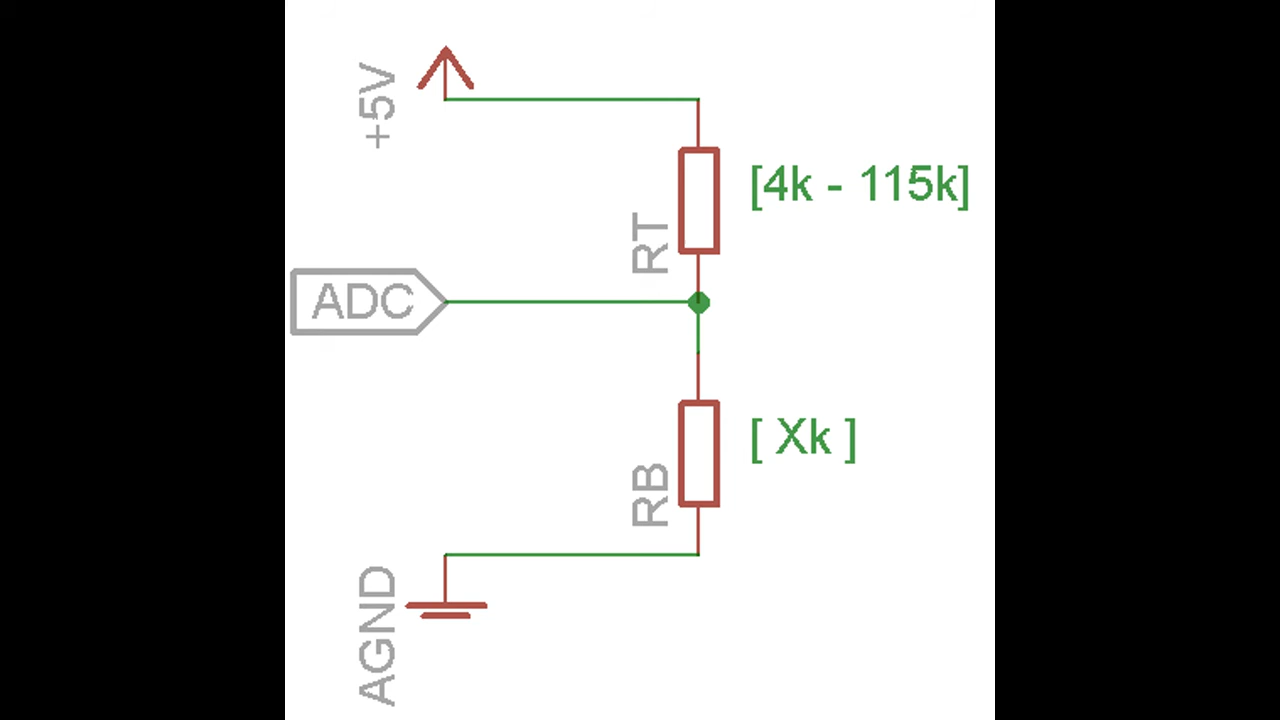 +5V
[4k - 115k]
RT
ADC
[ Xk ]
RB
AGND